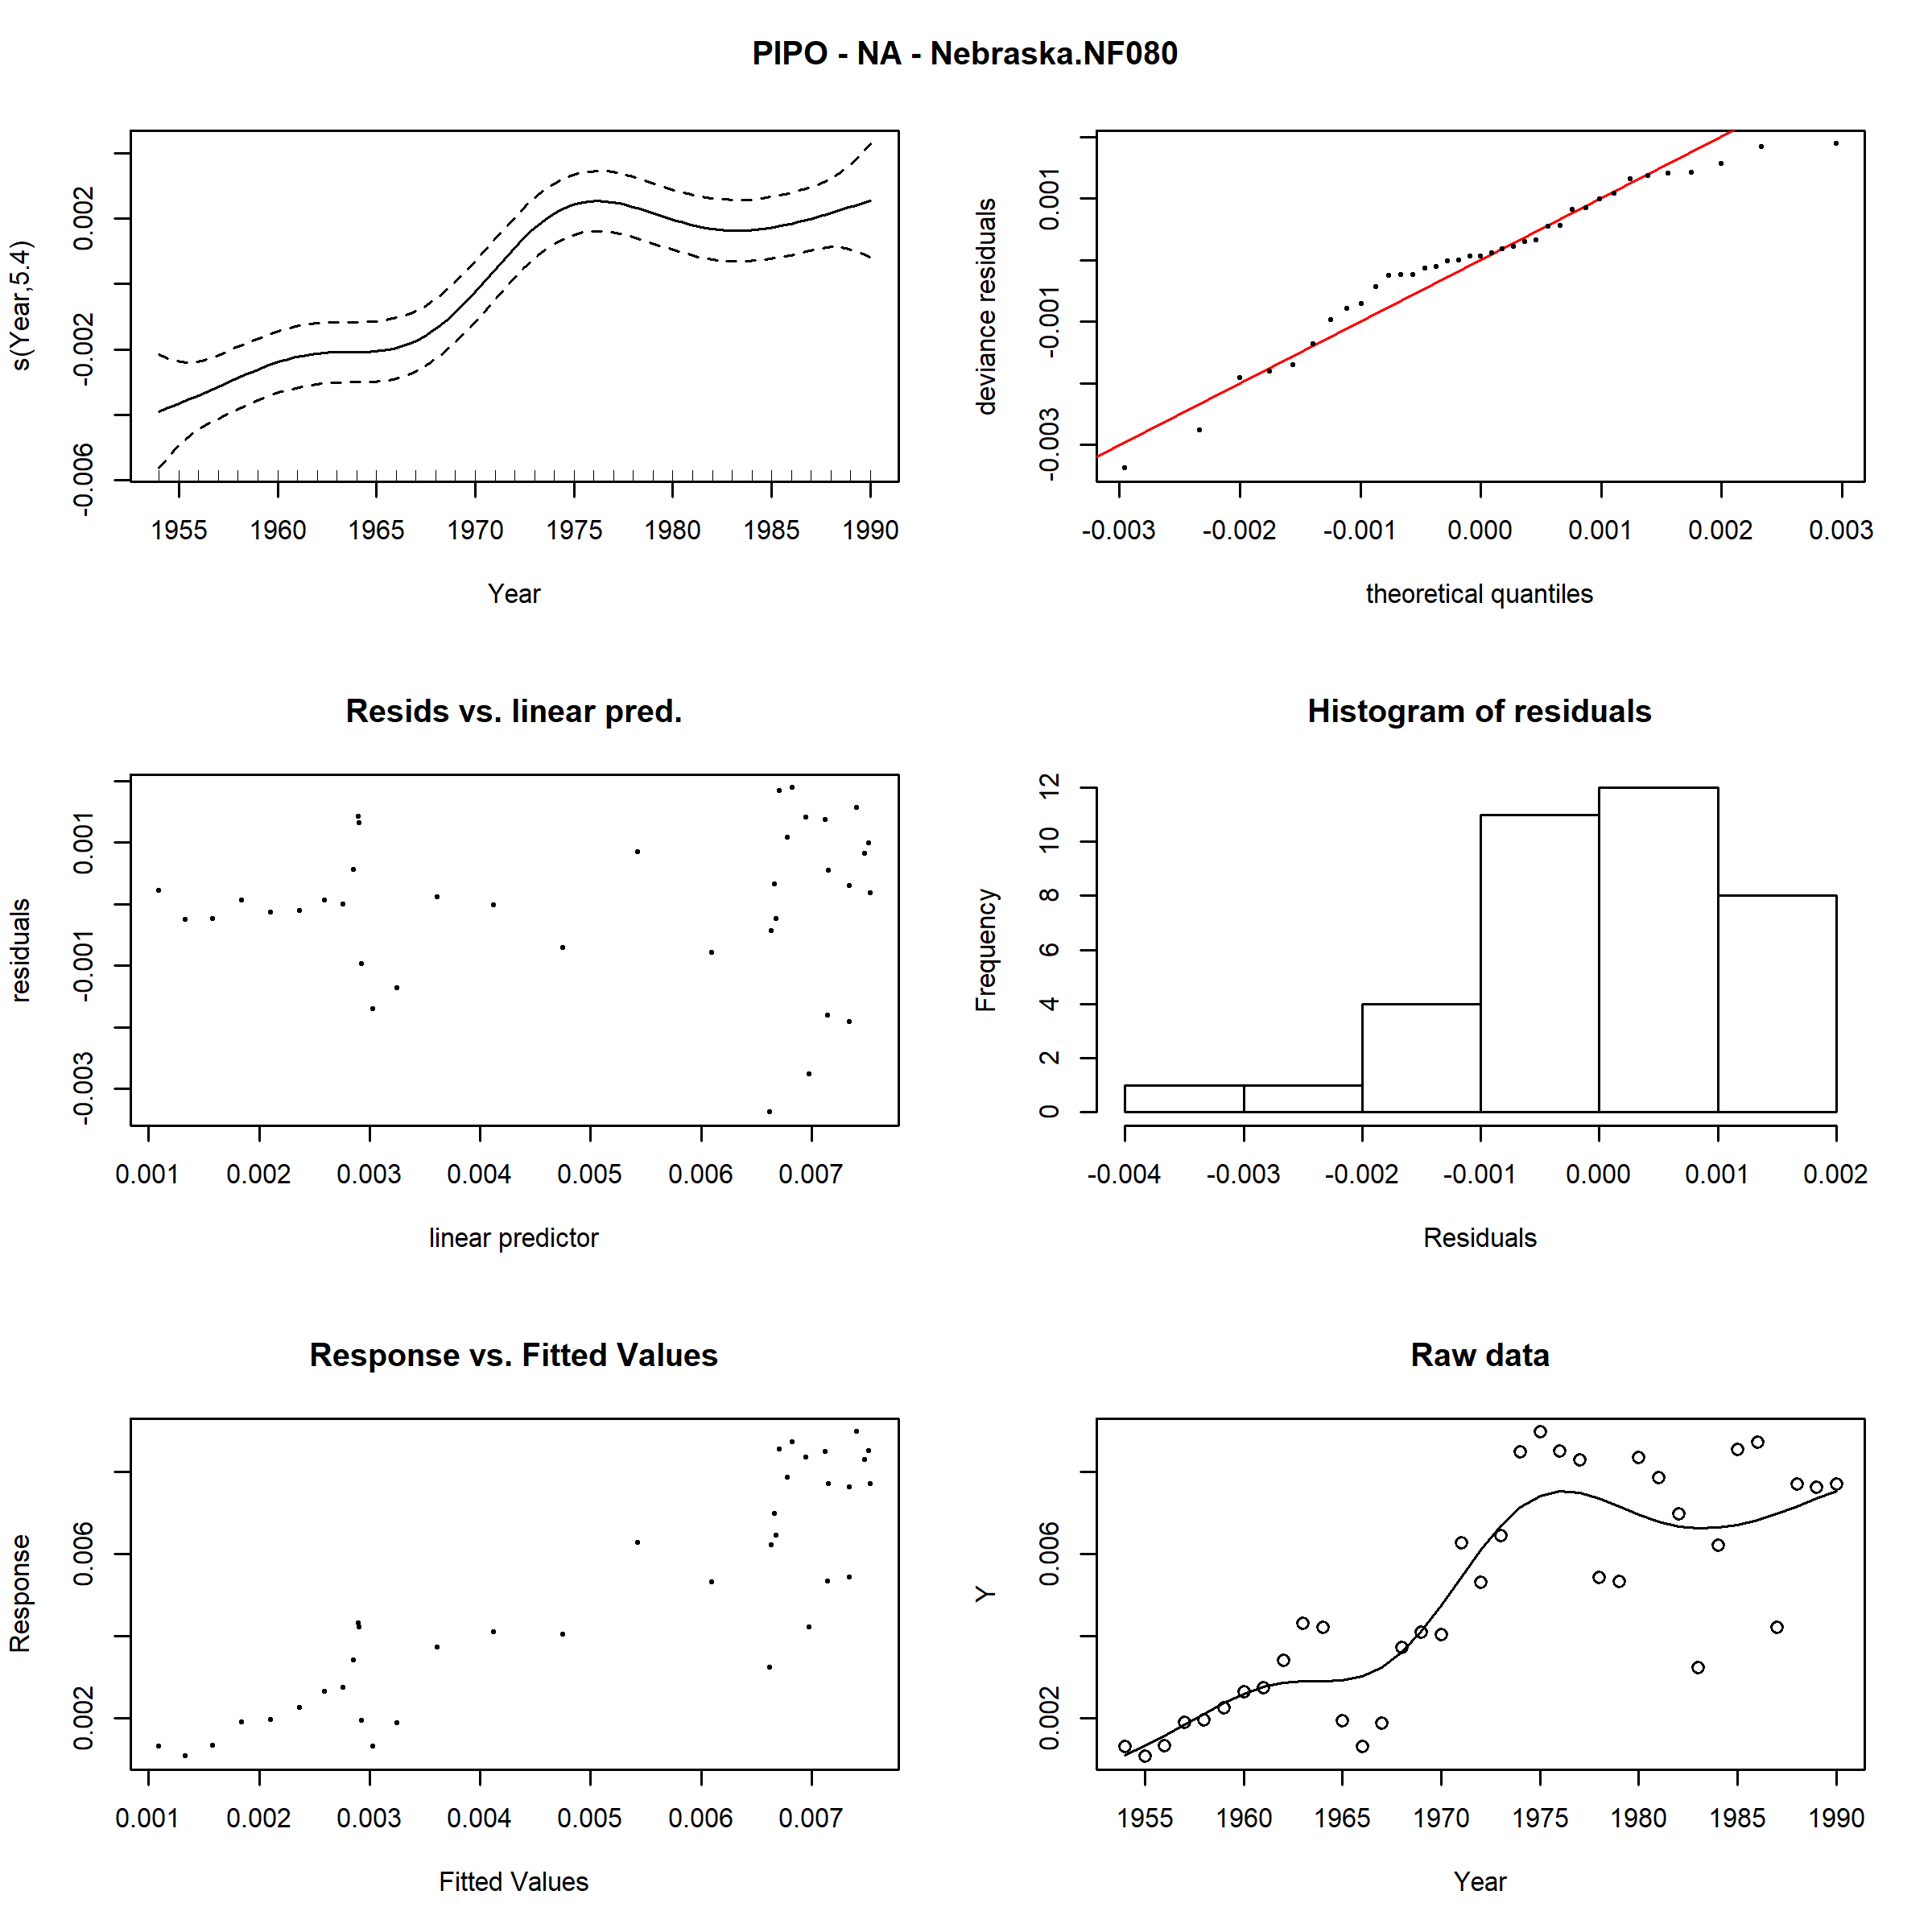 PIPO - NA - Nebraska.NF080
s(Year,5.4)
0.002
-0.002
-0.006
1955 1960 1965 1970 1975 1980 1985 1990
Year
deviance residuals
0.001
-0.001
-0.003
-0.003 -0.002 -0.001 0.000 0.001 0.002 0.003
theoretical quantiles
Resids vs. linear pred.
residuals
0.001
-0.001
-0.003
0.001 0.002 0.003 0.004 0.005 0.006 0.007
linear predictor
Histogram of residuals
Frequency
12
10
8
6
4
2
0
-0.004 -0.003 -0.002 -0.001 0.000 0.001 0.002
Residuals
Response vs. Fitted Values
Response
0.006
0.002
0.001 0.002 0.003 0.004 0.005 0.006 0.007
Fitted Values
Raw data
Y
0.006
0.002
1955 1960 1965 1970 1975 1980 1985 1990
Year